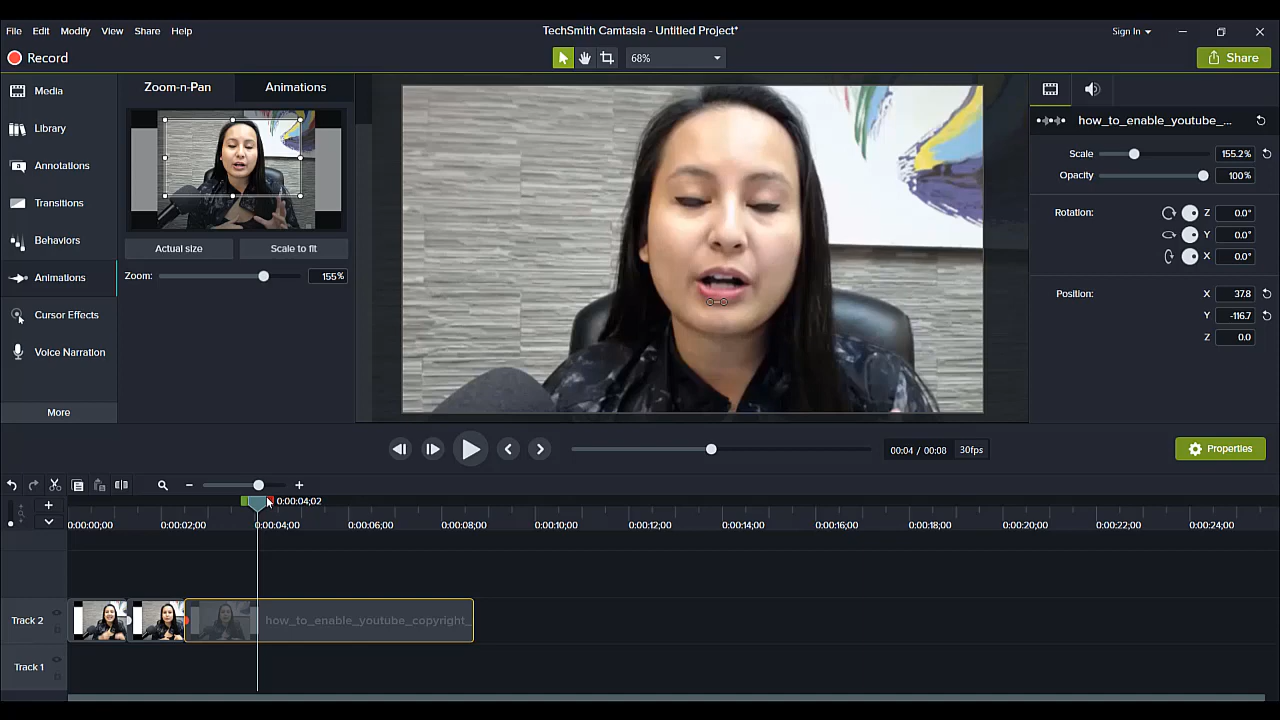 TechSmith Camtasia - Untitled Project*
File Edit Modify View Share Help
Sign In
Record
68%
Share
Media
Library
Annotations
Transitions
Behaviors
Animations
Cursor Effects
Voice Narration
More
Zoom-n-Pan Animations
Actual size Scale to fit
Zoom: 155%
how_to_enable_youtube_...
Scale 155.2%
Opacity 100%
Rotation: Z 0.0°
Y 0.0°
X 0.0°
Position: X 37.8
Y -116.7
Z 0.0
00:04 / 00:08 30fps
Properties
0:00:04;02
0:00:00;00 0:00:02;00 0:00:04;00 0:00:06;00 0:00:08;00 0:00:10;00 0:00:12;00 0:00:14;00 0:00:16;00 0:00:18;00 0:00:20;00 0:00:22;00 0:00:24;00
Track 2
how_to_enable_youtube_copyright_
Track 1